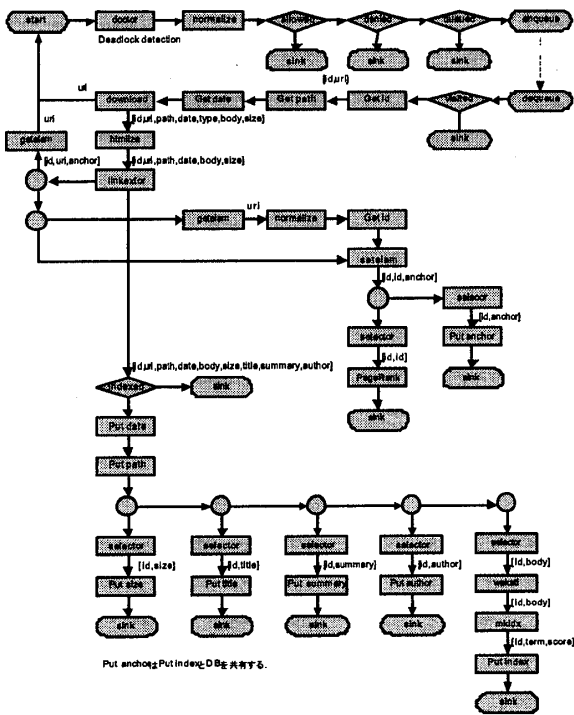 start
doctor
normalize
allowed
denied
queued
enqueue
Deadlock detection
sink
sink
sink
[id,uri]
uri
download
Get date
Get path
Get id
dequeue
sink
uri
[id,uri,path,date,type,body,size]
getelem
htmlize
[id,uri,anchor]
[id,uri,path,date,body,size]
linkextor
uri
getelem
normalize
Get id
setelem
[id,id,anchor]
selector
[id,anchor]
selector
Put anchor
[id,id]
PageRank
sink
sink
[id,uri,path,date,body,size,title,summary,author]
indexed
sink
Put date
Put path
selector
selector
selector
selector
selector
[id,size]
[id,title]
[id,summary]
[id,author]
[id,body]
Put size
Put title
Put summary
Put author
wakati
[id,body]
sink
sink
sink
sink
mkidx
[id,term,score]
Put anchorはPut indexとDBを共有する.
Put index
sink